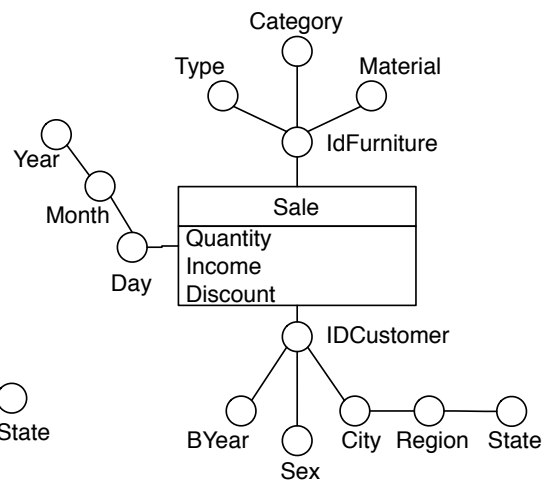 Category
Type
Material
IdFurniture
Year
Month
Day
Sale
Quantity
Income
Discount
IDCustomer
BYear
Sex
City
Region
State
State